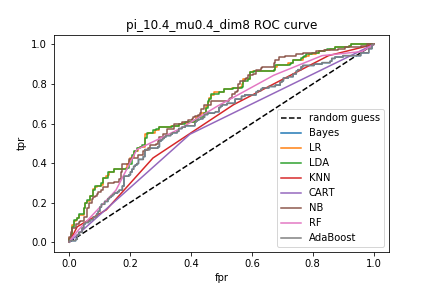 pi_10.4_mu0.4_dim8 ROC curve
tpr
1.0
0.8
0.6
0.4
0.2
0.0
random guess
Bayes
LR
LDA
KNN
CART
NB
RF
AdaBoost
0.0 0.2 0.4 0.6 0.8 1.0
fpr